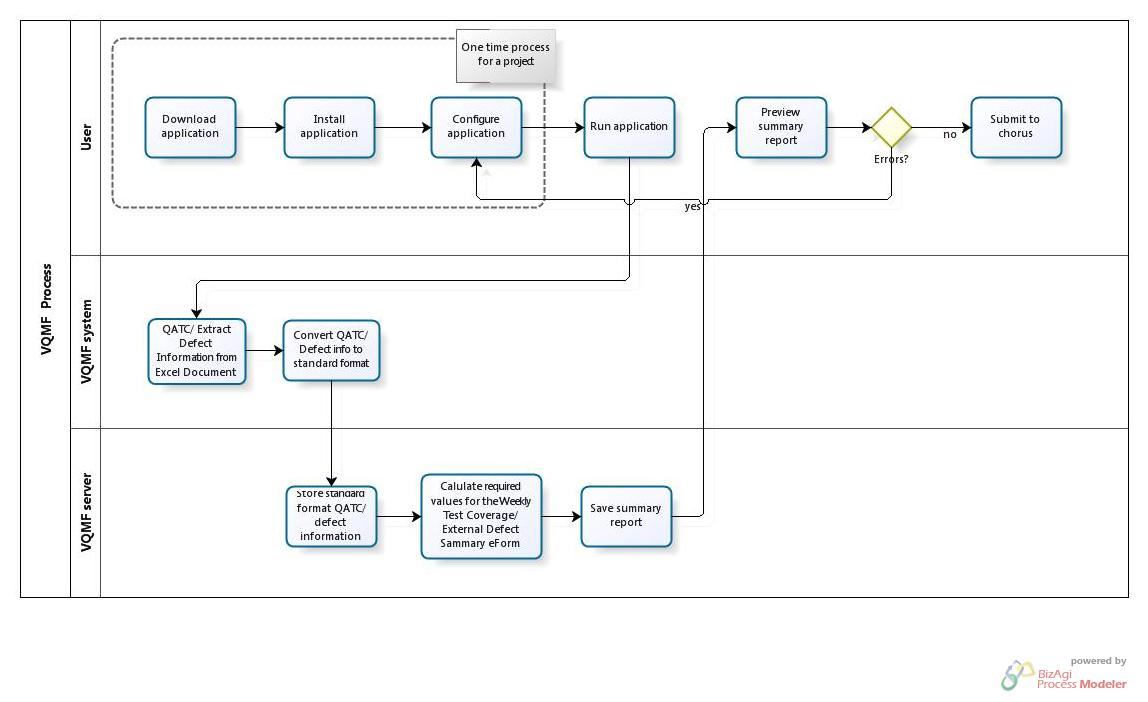 VQMF Process
User
One time process
for a project
Download
application
Install
application
Configure
application
Run application
Preview
summary
report
Errors?
no
Submit to
chorus
yes
VQMF system
QATC/ Extract
Defect
Information from
Excel Document
Convert QATC/
Defect info to
standard format
VQMF server
Store standard
format QATC/
defect
information
Calulate required
values for the Weekly
Test Coverage/
External Defect
Sammary eForm
Save summary
report
powered by
BizAgi
Process Modeler